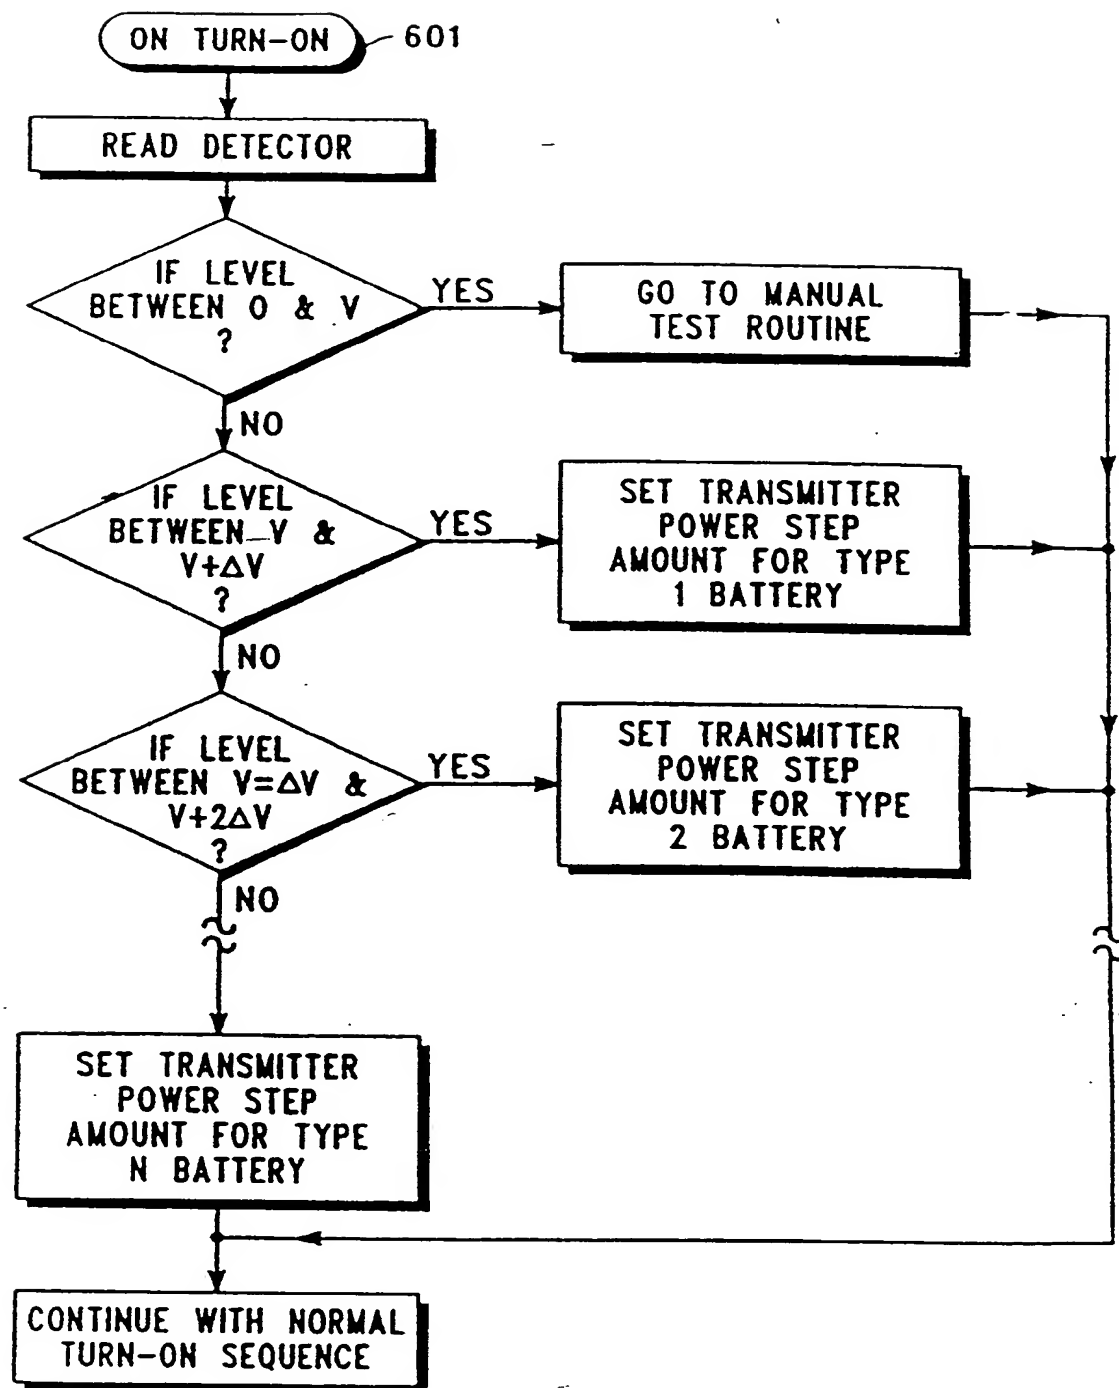 ON TURN-ON
601
READ DETECTOR
IF LEVEL
BETWEEN 0 & V
?
YES
GO TO MANUAL
TEST ROUTINE
NO
IF LEVEL
BETWEEN V &
V+ΔV
?
YES
SET TRANSMITTER
POWER STEP
AMOUNT FOR TYPE
1 BATTERY
NO
IF LEVEL
BETWEEN V=ΔV &
V+2ΔV
?
YES
SET TRANSMITTER
POWER STEP
AMOUNT FOR TYPE
2 BATTERY
NO
SET TRANSMITTER
POWER STEP
AMOUNT FOR TYPE
N BATTERY
CONTINUE WITH NORMAL
TURN-ON SEQUENCE